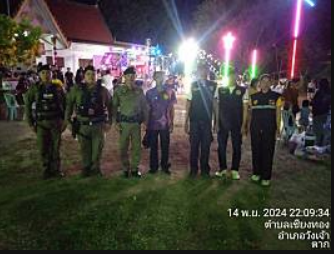 14 พ.ย. 2024 22:09:34
ตำบลเชียงทอง
อำเภอวังเจ้า
ตาก